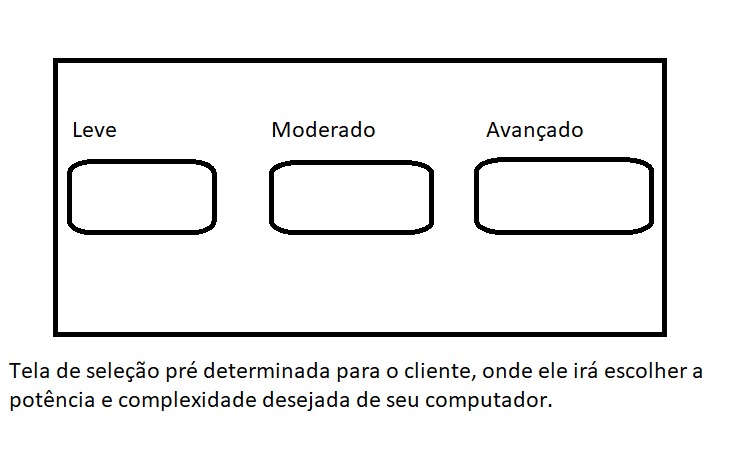 Leve Moderado Avançado
Tela de seleção pré determinada para o cliente, onde ele irá escolher a
potência e complexidade desejada de seu computador.